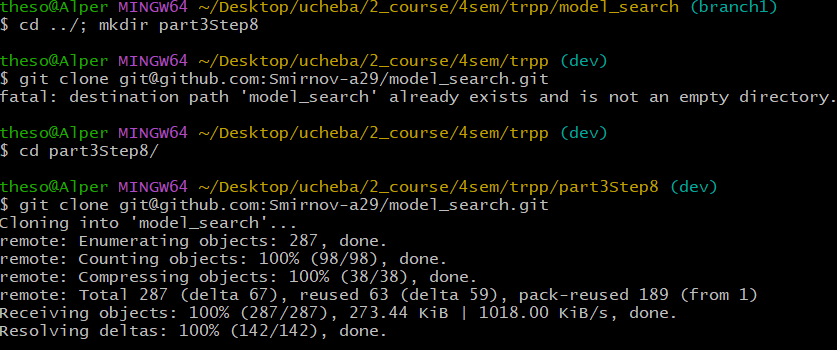 theso@Alper MINGW64 ~/Desktop/ucheba/2_course/4sem/trpp/model_search (branch1)
$ cd ../; mkdir part3Step8
theso@Alper MINGW64 ~/Desktop/ucheba/2_course/4sem/trpp (dev)
$ git clone git@github.com:Smirnov-a29/model_search.git
fatal: destination path 'model_search' already exists and is not an empty directory.
theso@Alper MINGW64 ~/Desktop/ucheba/2_course/4sem/trpp (dev)
$ cd part3Step8/
theso@Alper MINGW64 ~/Desktop/ucheba/2_course/4sem/trpp/part3Step8 (dev)
$ git clone git@github.com:Smirnov-a29/model_search.git
Cloning into 'model_search'...
remote: Enumerating objects: 287, done.
remote: Counting objects: 100% (98/98), done.
remote: Compressing objects: 100% (38/38), done.
remote: Total 287 (delta 67), reused 63 (delta 59), pack-reused 189 (from 1)
Receiving objects: 100% (287/287), 273.44 KiB | 1018.00 KiB/s, done.
Resolving deltas: 100% (142/142), done.